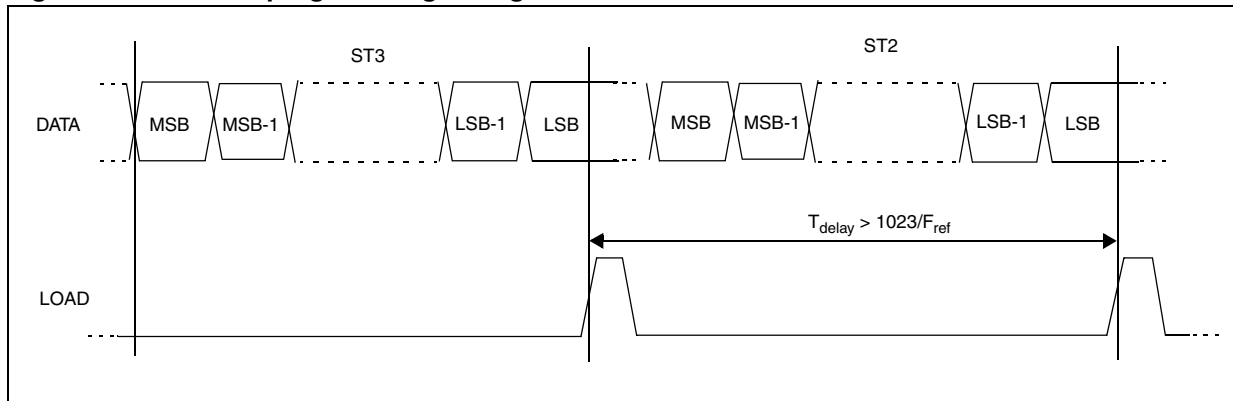 ST3 ST2
DATA MSB MSB-1 LSB-1 LSB MSB MSB-1 LSB-1 LSB
Tdelay > 1023/Fref
LOAD